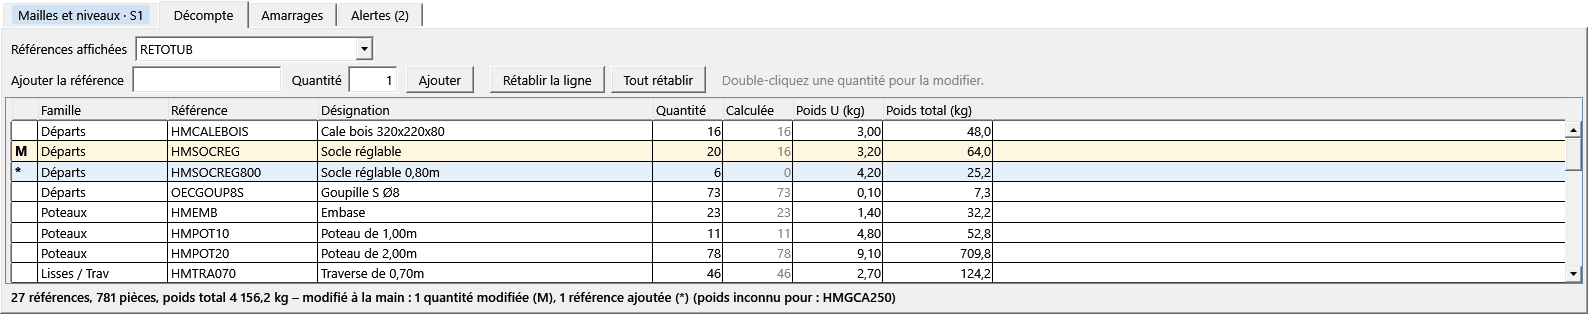 Mailles et niveaux · S1 Décompte Amarrages Alertes (2)
Références affichées RETOTUB
Ajouter la référence Quantité 1 Ajouter Rétablir la ligne Tout rétablir Double-cliquez une quantité pour la modifier.
Famille Référence Désignation Quantité Calculée Poids U (kg) Poids total (kg)
Départs HMCALEBOIS Cale bois 320x220x80 16 16 3,00 48,0
M Départs HMSOCREG Socle réglable 20 16 3,20 64,0
* Départs HMSOCREG800 Socle réglable 0,80m 6 0 4,20 25,2
Départs OECGOUP8S Goupille S Ø8 73 73 0,10 7,3
Poteaux HMEMB Embase 23 23 1,40 32,2
Poteaux HMPOT10 Poteau de 1,00m 11 11 4,80 52,8
Poteaux HMPOT20 Poteau de 2,00m 78 78 9,10 709,8
Lisses / Trav HMTRA070 Traverse de 0,70m 46 46 2,70 124,2
27 références, 781 pièces, poids total 4 156,2 kg – modifié à la main : 1 quantité modifiée (M), 1 référence ajoutée (*) (poids inconnu pour : HMGCA250)